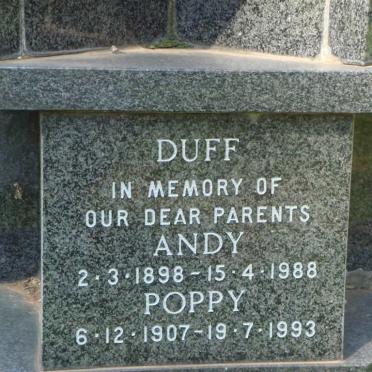 DUFF
IN MEMORY OF
OUR DEAR PARENTS
ANDY
2·3·1898~15·4·1988
POPPY
6·12·1907~19·7·1993